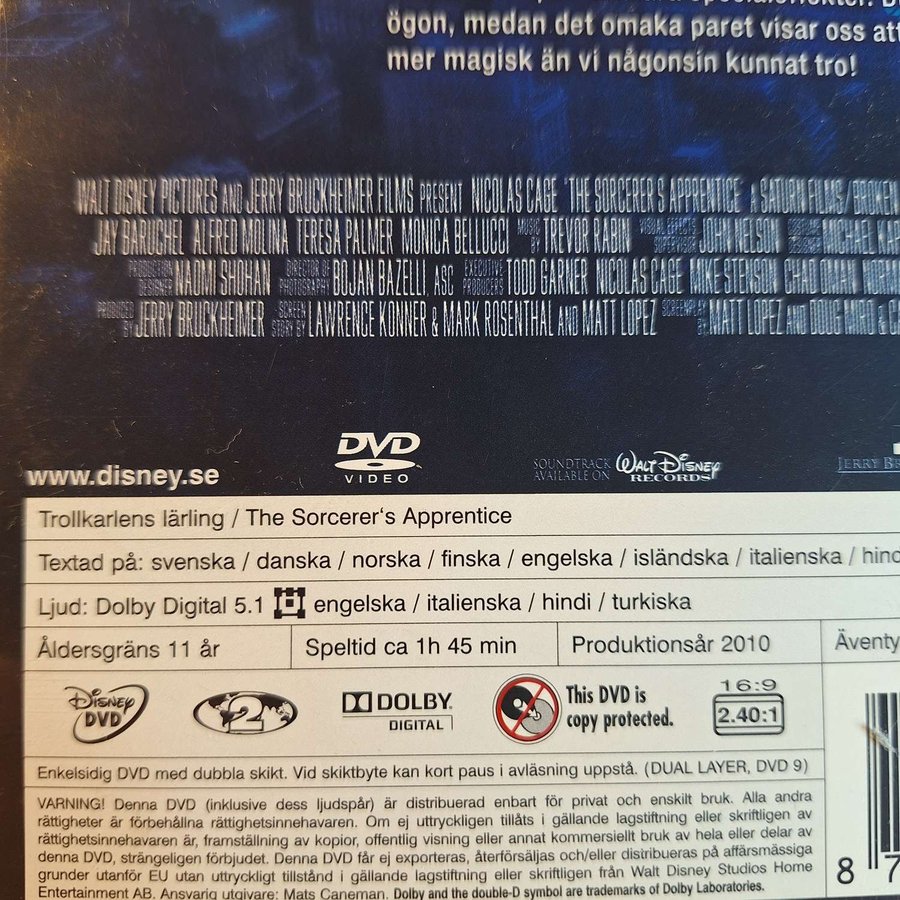 ögon, medan det omaka paret visar oss att
mer magisk än vi någonsin kunnat tro!
WALT DISNEY PICTURES AND JERRY BRUCKHEIMER FILMS PRESENT NICOLAS CAGE "THE SORCERER'S APPRENTICE" A SATURN FILMS/BROKEN
JAY BARUCHEL ALFRED MOLINA TERESA PALMER MONICA BELLUCCI MUSIC BY TREVOR RABIN VISUAL EFFECTS SUPERVISOR JOHN NELSON MICHAEL
PRODUCTION DESIGNER NAOMI SHOHAN DIRECTOR OF PHOTOGRAPHY BOJAN BAZELLI, ASC EXECUTIVE PRODUCERS TODD GARNER NICOLAS CAGE MIKE STENSON CHAD OMAN
PRODUCED BY JERRY BRUCKHEIMER SCREEN STORY BY LAWRENCE KONNER & MARK ROSENTHAL AND MATT LOPEZ SCREENPLAY BY MATT LOPEZ AND DOUG MIRO &
www.disney.se
DVD
VIDEO
SOUNDTRACK
AVAILABLE ON
WALT DISNEY
RECORDS
JERRY BR
Trollkarlens lärling / The Sorcerer's Apprentice
Textad på: svenska / danska / norska / finska / engelska / isländska / italienska / hind
Ljud: Dolby Digital 5.1 engelska / italienska / hindi / turkiska
Åldersgräns 11 år
Speltid ca 1h 45 min
Produktionsår 2010
Äventy
DISNEY
DVD
2
DOLBY
DIGITAL
This DVD is
copy protected.
16:9
2.40:1
Enkelsidig DVD med dubbla skikt. Vid skiktbyte kan kort paus i avläsning uppstå. (DUAL LAYER, DVD 9)
VARNING! Denna DVD (inklusive dess ljudspår) är distribuerad enbart för privat och enskilt bruk. Alla andra
rättigheter är förbehållna rättighetsinnehavaren. Om ej uttryckligen tillåts i gällande lagstiftning eller skriftligen av
rättighetsinnehavaren är, framställning av kopior, offentlig visning eller annat kommersiellt bruk av hela eller delar av
denna DVD, strängeligen förbjudet. Denna DVD får ej exporteras, återförsäljas och/eller distribueras på affärsmässiga
grunder utanför EU utan uttryckligt tillstånd i gällande lagstiftning eller skriftligen från Walt Disney Studios Home
Entertainment AB. Ansvarig utgivare: Mats Caneman. Dolby and the double-D symbol are trademarks of Dolby Laboratories.
8 7